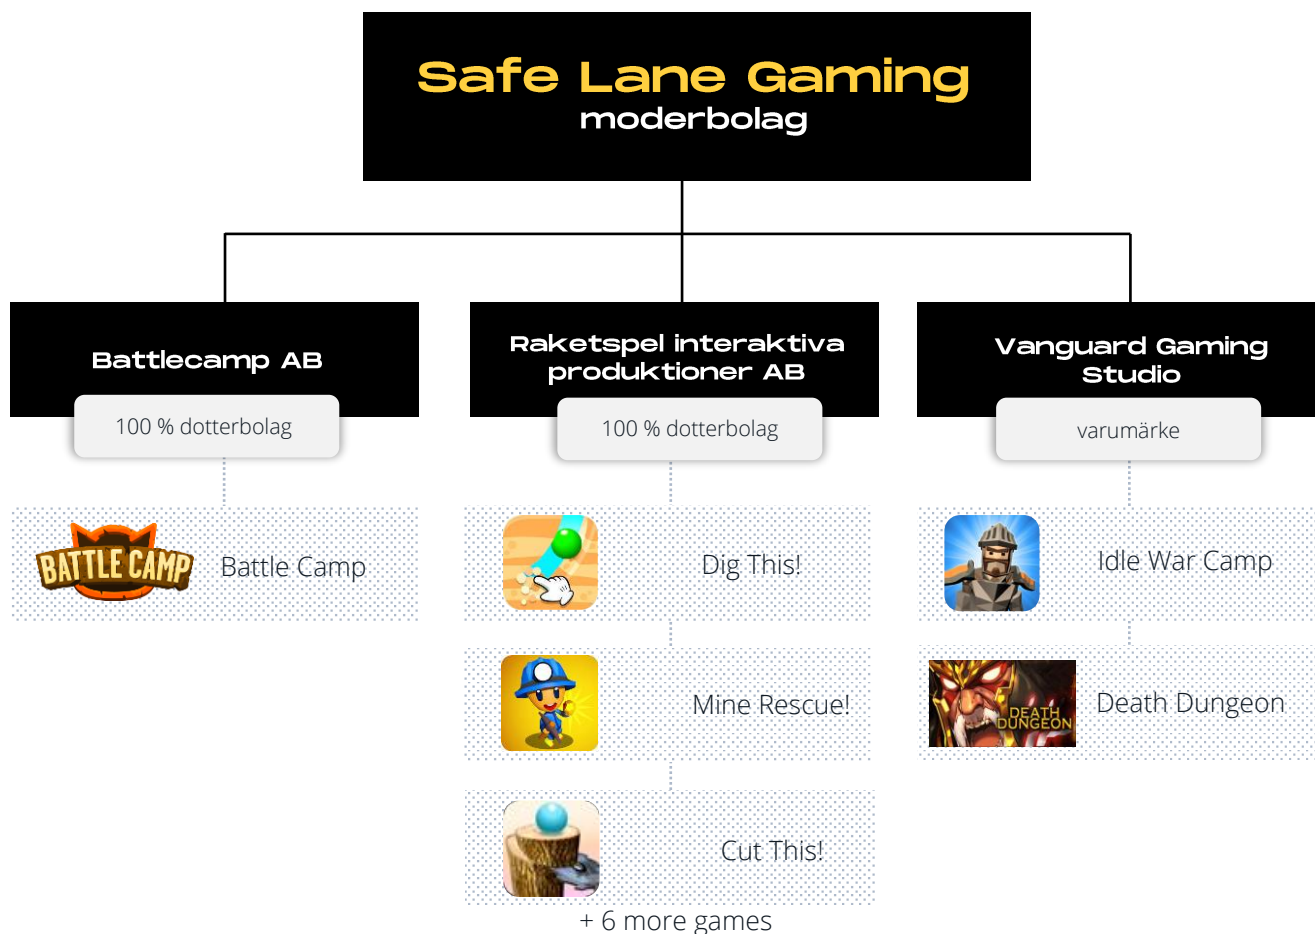 Safe Lane Gaming
moderbolag
Battlecamp AB
100 % dotterbolag
BATTLE CAMP
Battle Camp
Raketspel interaktiva
produktioner AB
100 % dotterbolag
Dig This!
Mine Rescue!
Cut This!
+ 6 more games
Vanguard Gaming
Studio
varumärke
Idle War Camp
DEATH
DUNGEON
Death Dungeon